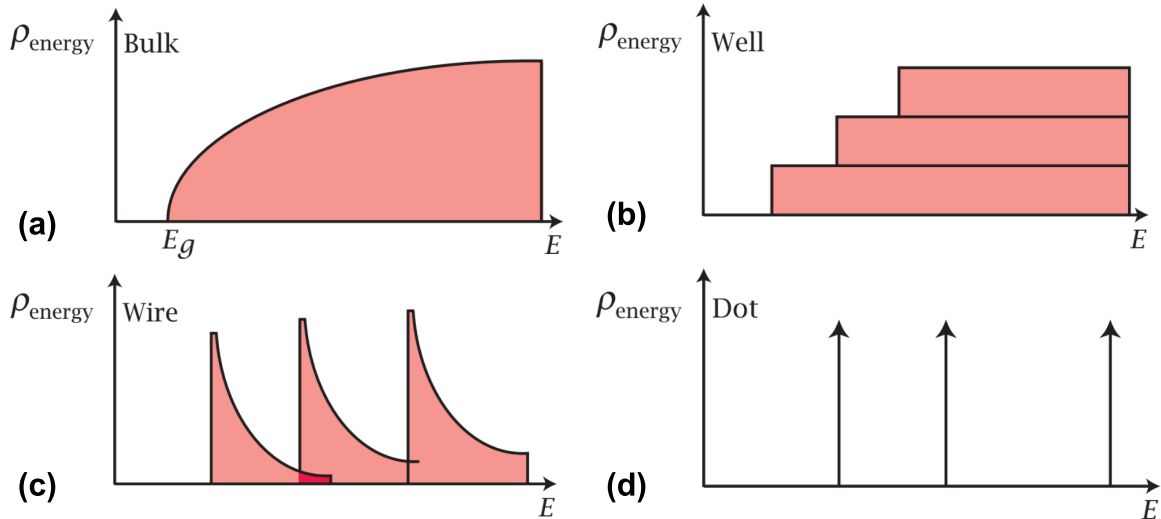 ρenergy Bulk
(a)
Eg E
ρenergy Well
(b)
E
ρenergy Wire
(c)
E
ρenergy Dot
(d)
E